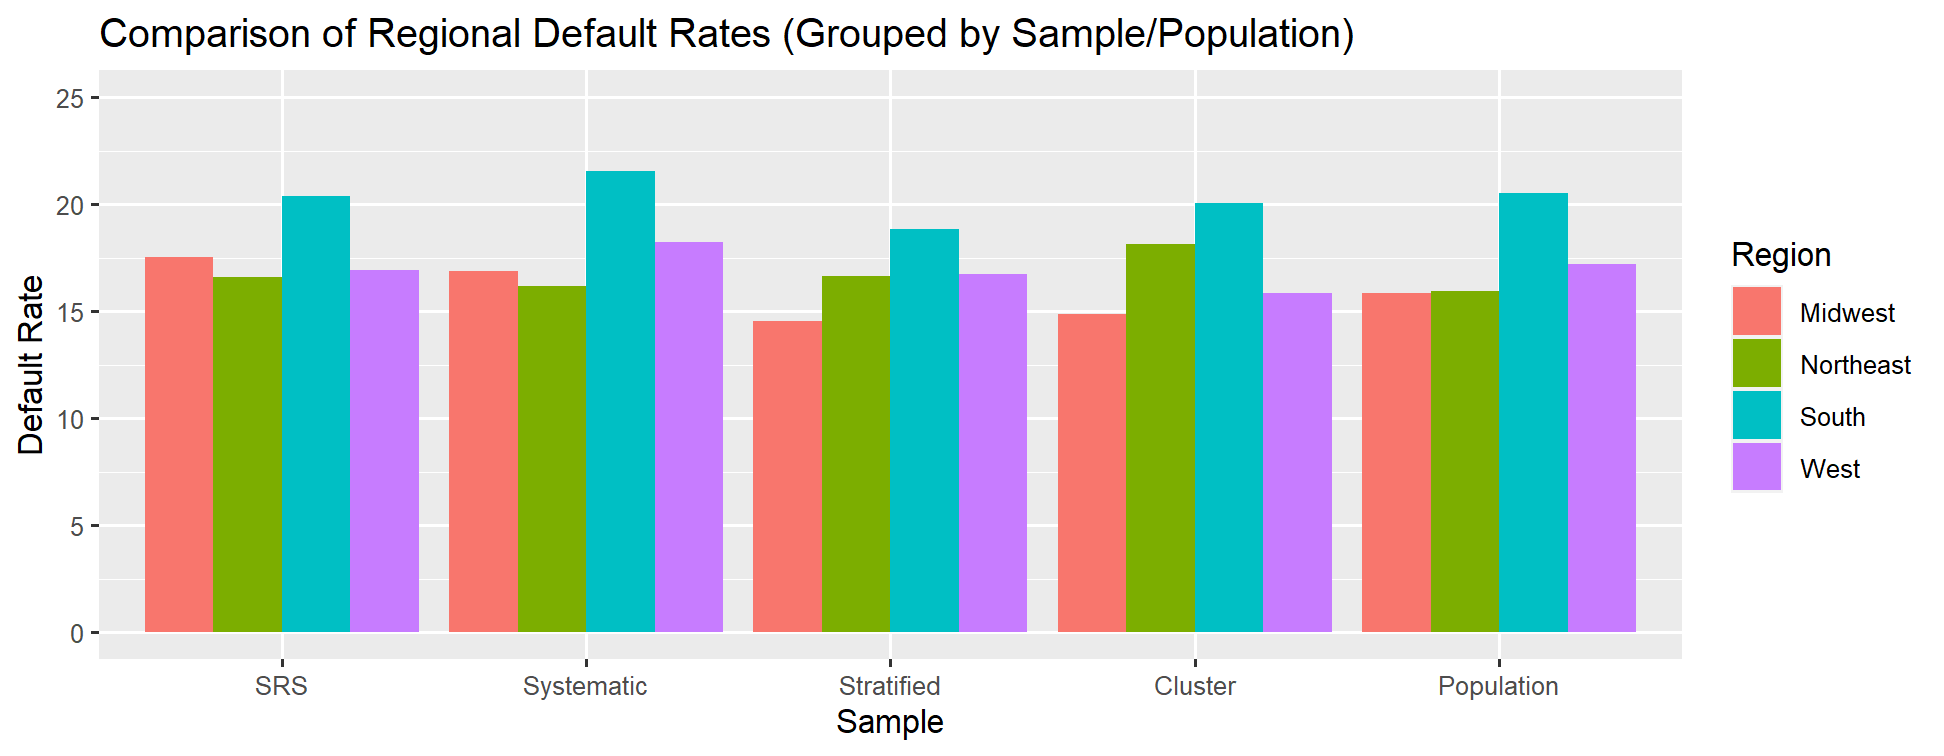 Comparison of Regional Default Rates (Grouped by Sample/Population)
Default Rate
25
20
15
10
5
0
SRS Systematic Stratified Cluster Population
Sample
Region
Midwest
Northeast
South
West